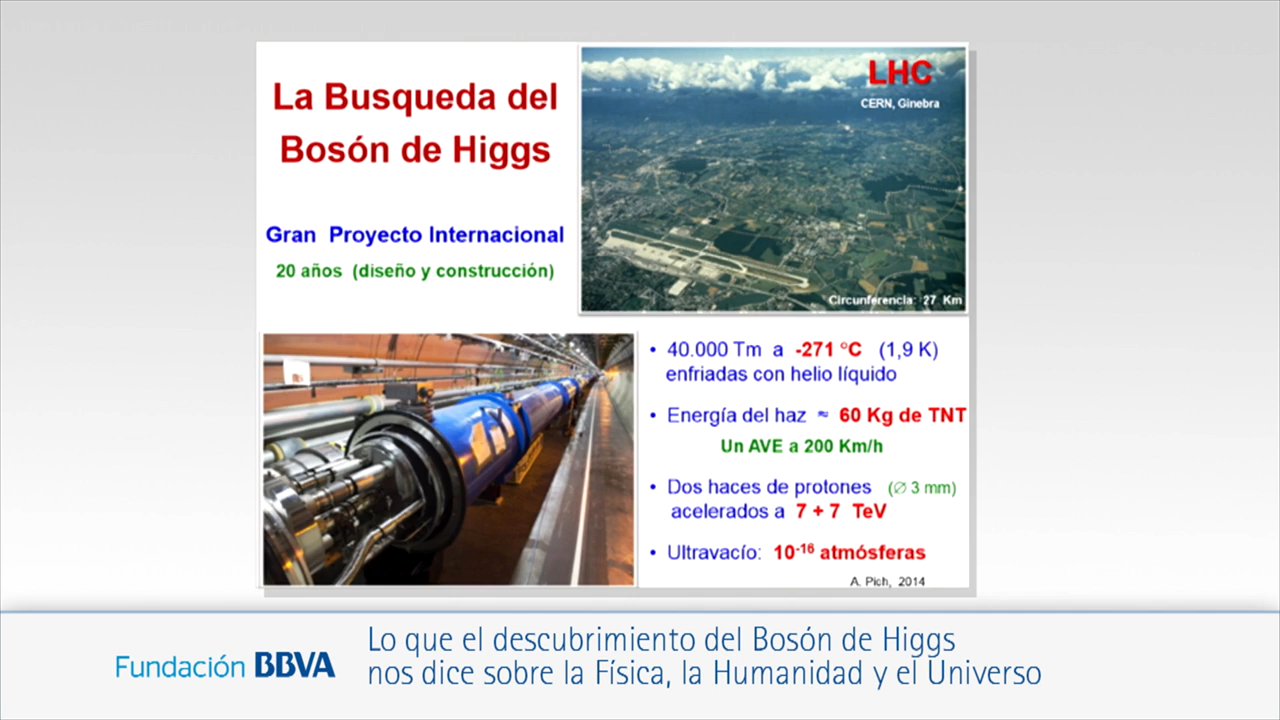 La Busqueda del
Bosón de Higgs
Gran Proyecto Internacional
20 años (diseño y construcción)
LHC
CERN, Ginebra
Circunferencia: 27 Km
• 40.000 Tm a -271 ºC (1,9 K)
enfriadas con helio líquido
• Energía del haz ≈ 60 Kg de TNT
Un AVE a 200 Km/h
• Dos haces de protones (∅ 3 mm)
acelerados a 7 + 7 TeV
• Ultravacío: 10⁻¹⁶ atmósferas
A. Pich, 2014
Fundación BBVA
Lo que el descubrimiento del Bosón de Higgs
nos dice sobre la Física, la Humanidad y el Universo